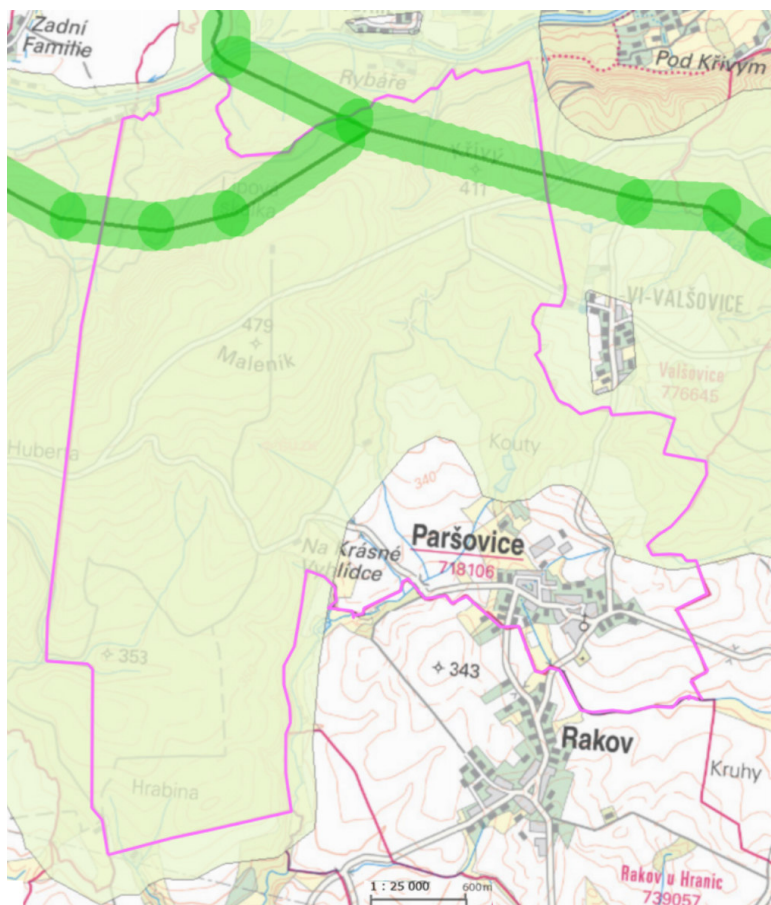 Zadní
Familie
Rybáře
Pod Křivým
Křivý
411
Lipová
VI-VALŠOVICE
479
Maleník
Valšovice
776645
Huberta
Kouty
340
Na Krásné
Vyhlídce
Paršovice
718106
353
343
Rakov
Kruhy
Hrabina
1 : 25 000
600m
Rakov u Hranic
739057